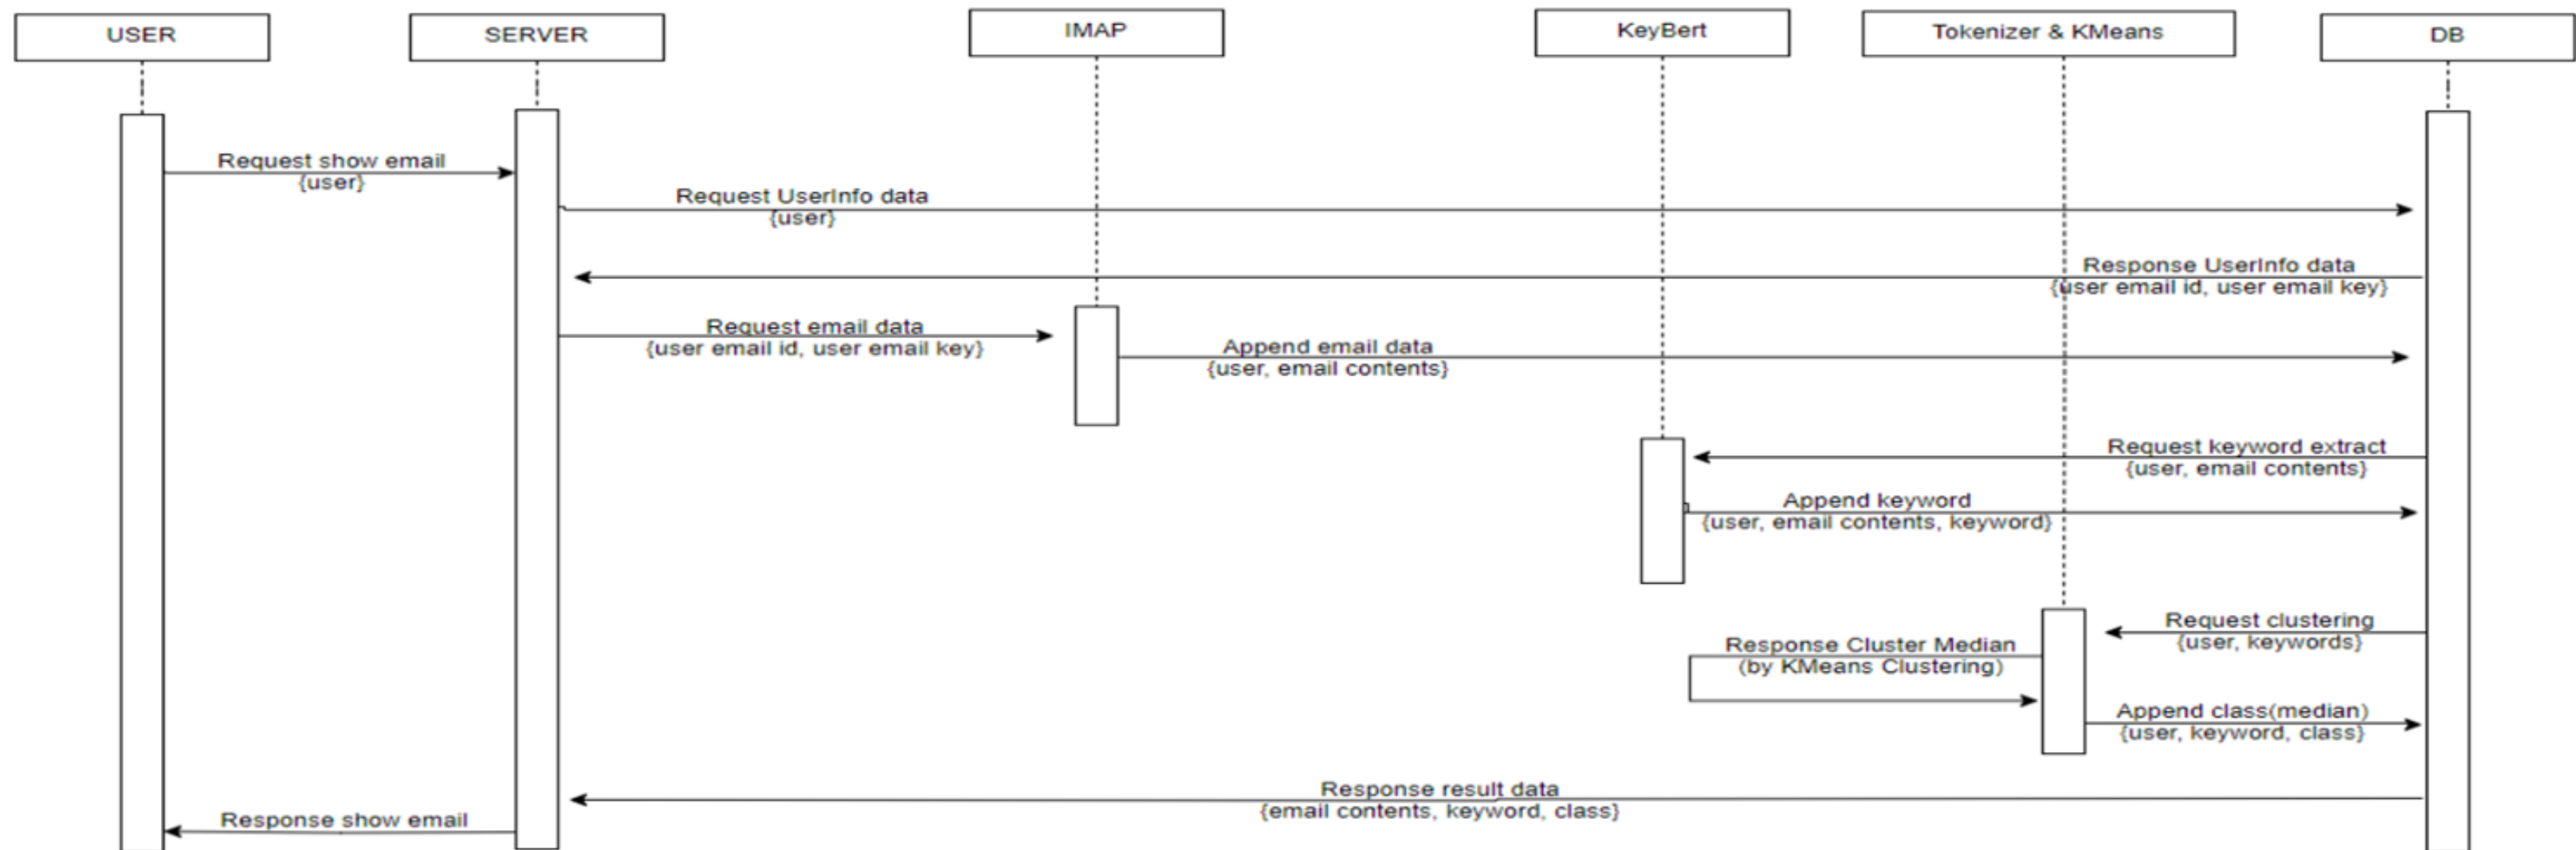 USER
SERVER
IMAP
KeyBert
Tokenizer & KMeans
DB
Request show email
{user}
Request UserInfo data
{user}
Response UserInfo data
{user email id, user email key}
Request email data
{user email id, user email key}
Append email data
{user, email contents}
Request keyword extract
{user, email contents}
Append keyword
{user, email contents, keyword}
Request clustering
{user, keywords}
Response Cluster Median
(by KMeans Clustering)
Append class(median)
{user, keyword, class}
Response result data
{email contents, keyword, class}
Response show email